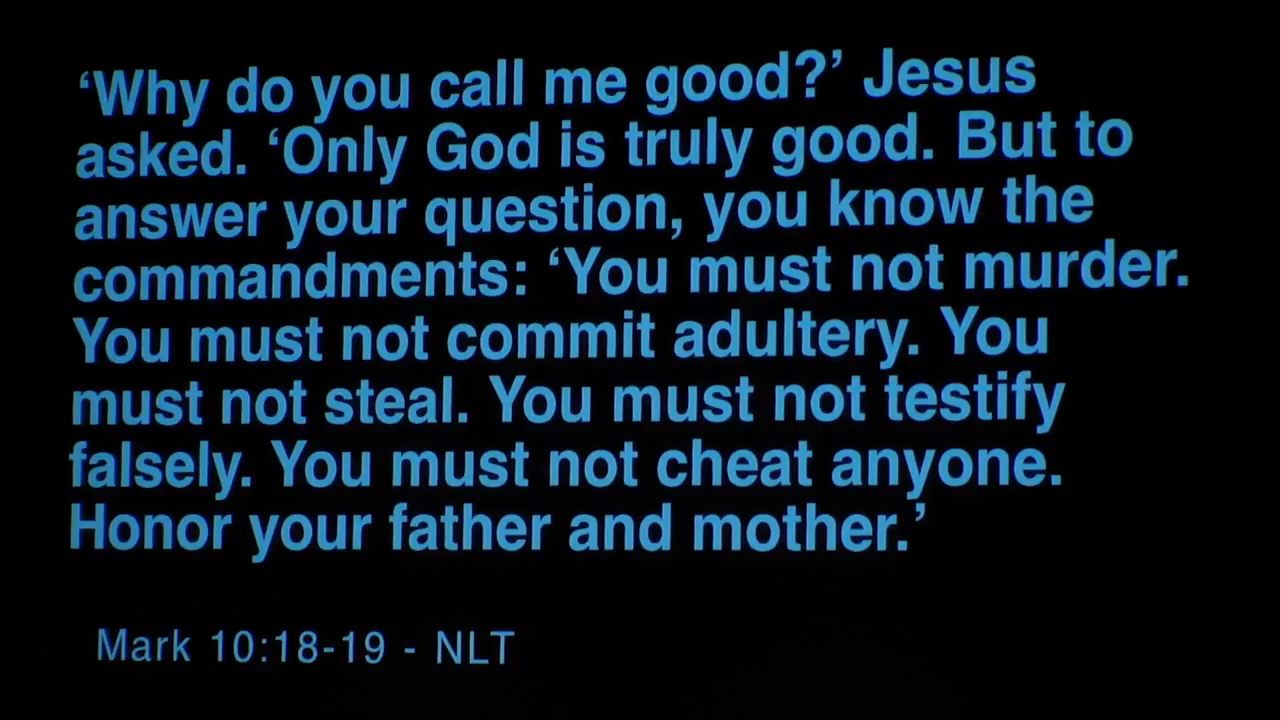 ‘Why do you call me good?’ Jesus
asked. ‘Only God is truly good. But to
answer your question, you know the
commandments: ‘You must not murder.
You must not commit adultery. You
must not steal. You must not testify
falsely. You must not cheat anyone.
Honor your father and mother.’
Mark 10:18-19 - NLT